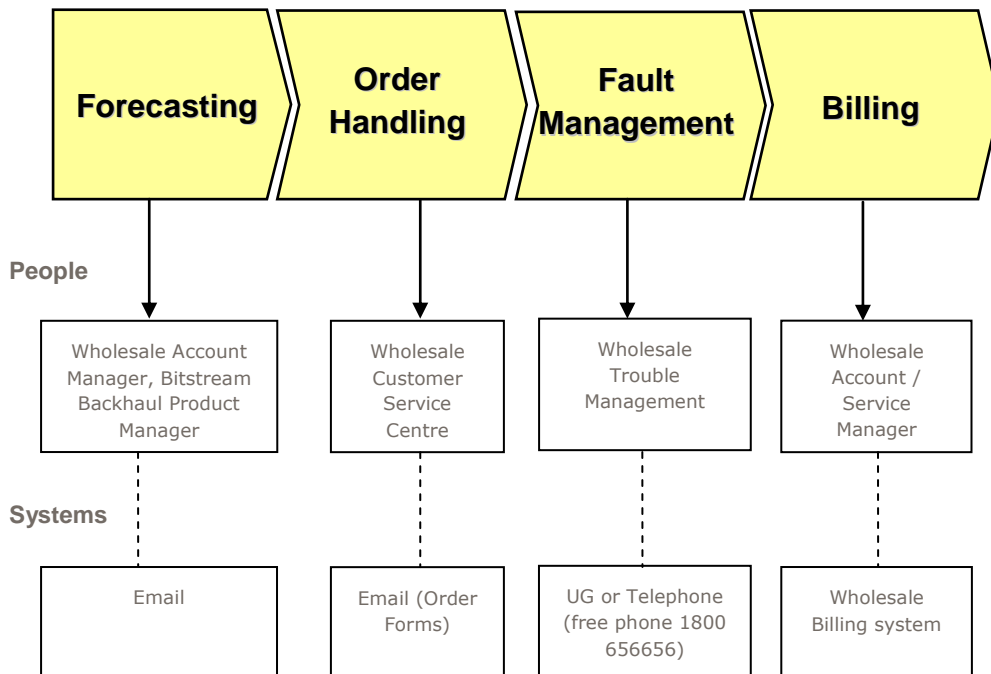 Forecasting
Order
Handling
Fault
Management
Billing
People
Wholesale Account
Manager, Bitstream
Backhaul Product
Manager
Wholesale
Customer
Service
Centre
Wholesale
Trouble
Management
Wholesale
Account /
Service
Manager
Systems
Email
Email (Order
Forms)
UG or Telephone
(free phone 1800
656656)
Wholesale
Billing system